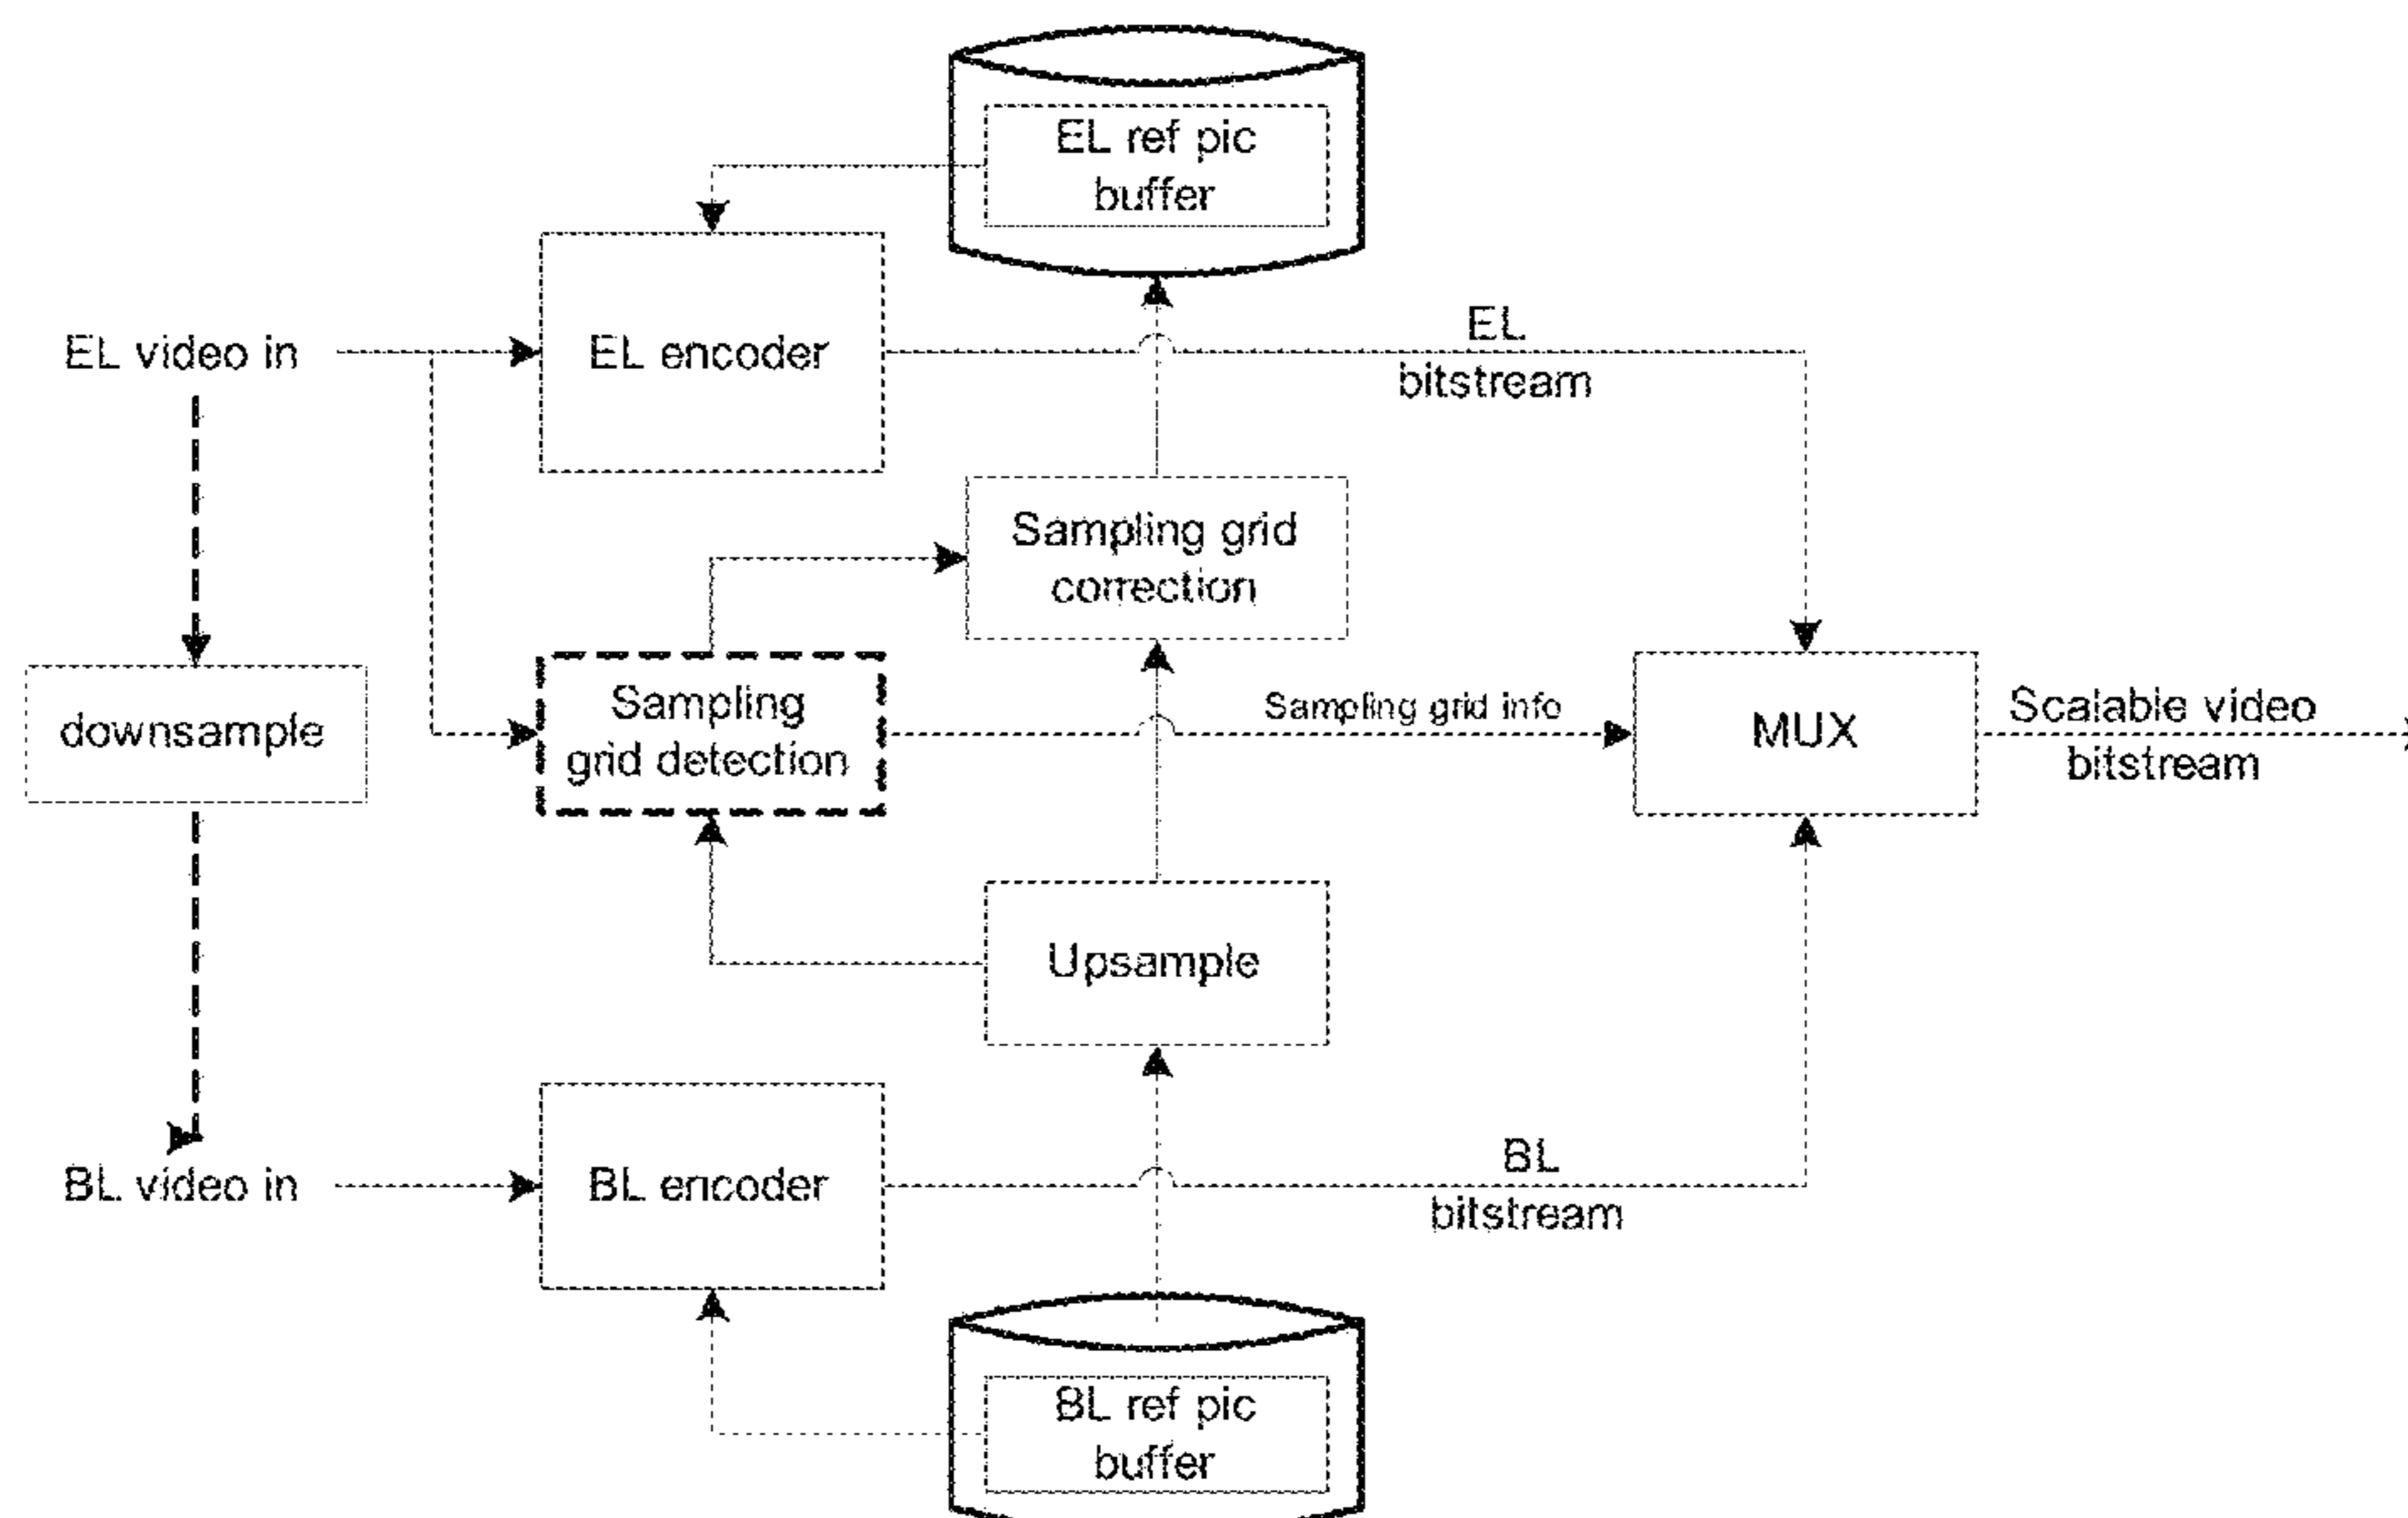 EL ref pic
buffer
EL video in
EL encoder
EL
bitstream
Sampling grid
correction
downsample
Sampling
grid detection
Sampling grid info
MUX
Scalable video
bitstream
Upsample
BL video in
BL encoder
BL
bitstream
BL ref pic
buffer